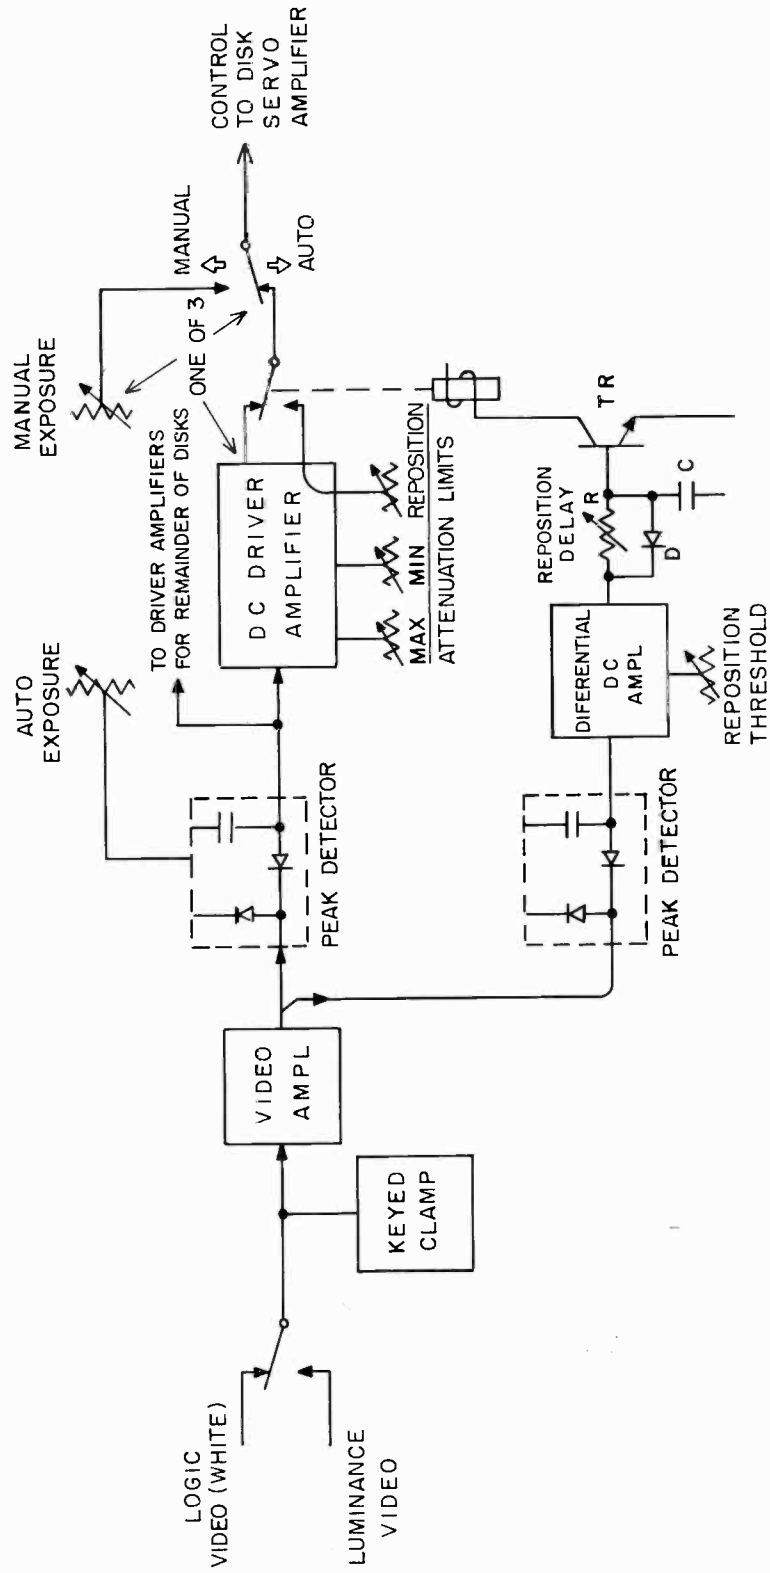 LOGIC
VIDEO (WHITE)
LUMINANCE
VIDEO
KEYED
CLAMP
VIDEO
AMPL
AUTO
EXPOSURE
PEAK DETECTOR
TO DRIVER AMPLIFIERS
FOR REMAINDER OF DISKS
DC DRIVER
AMPLIFIER
MAX MIN REPOSITION
ATTENUATION LIMITS
MANUAL
EXPOSURE
ONE OF 3
MANUAL
AUTO
CONTROL
TO DISK
SERVO
AMPLIFIER
PEAK DETECTOR
DIFERENTIAL
DC
AMPL
REPOSITION
THRESHOLD
REPOSITION
DELAY
R
D
C
TR